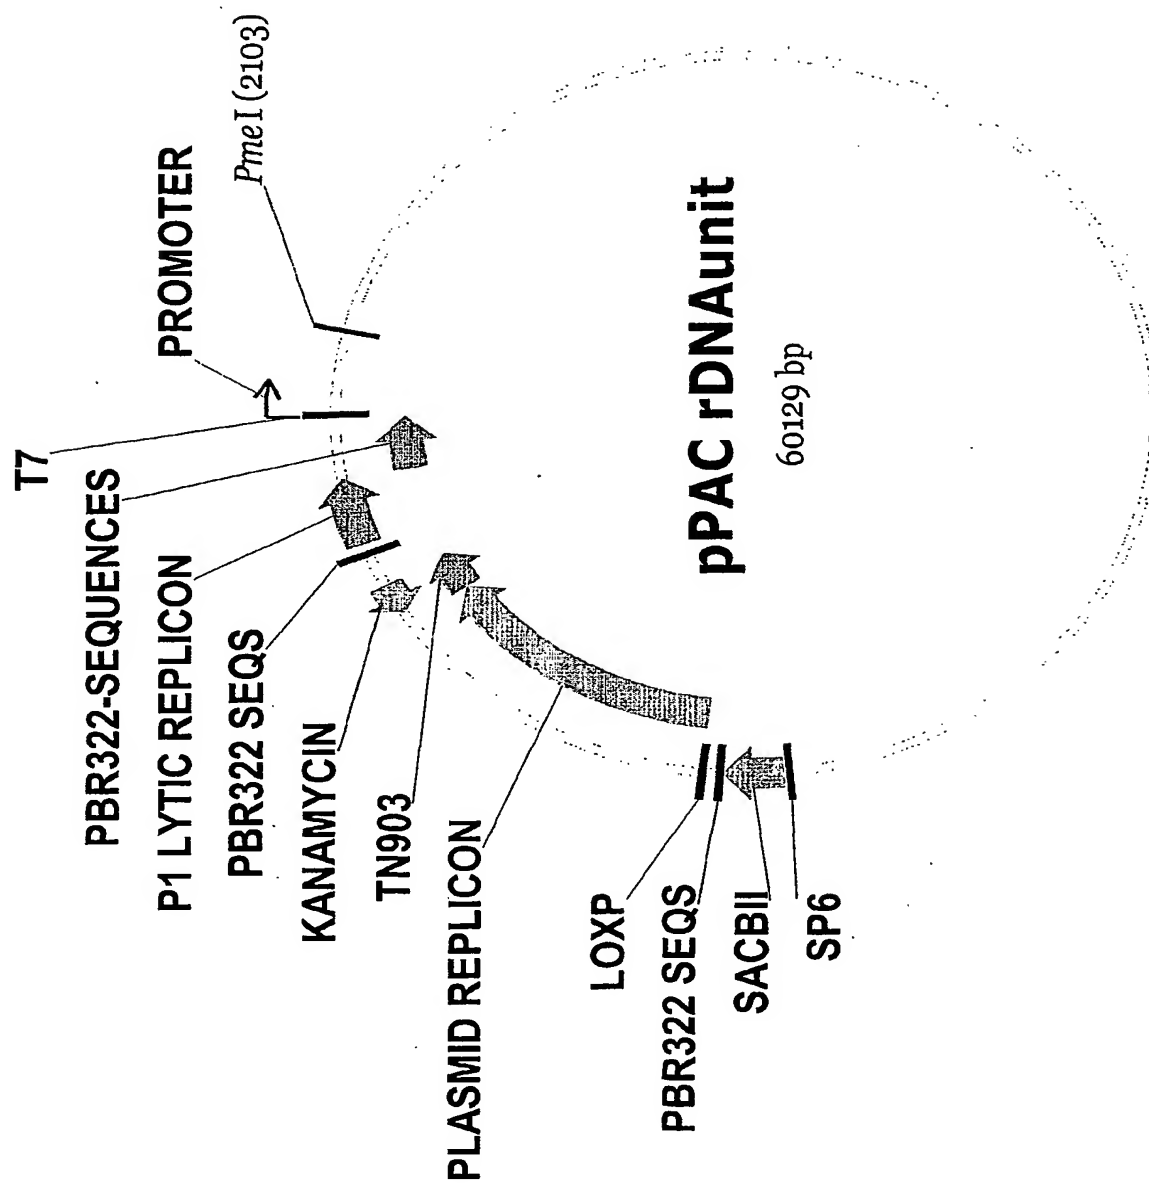 T7
PBR322-SEQUENCES
P1 LYTIC REPLICON
PBR322 SEQS
KANAMYCIN
TN903
PLASMID REPLICON
LOXP
PBR322 SEQS
SACBII
SP6
PROMOTER
PmeI (2103)
pPAC rDNAunit
60129 bp